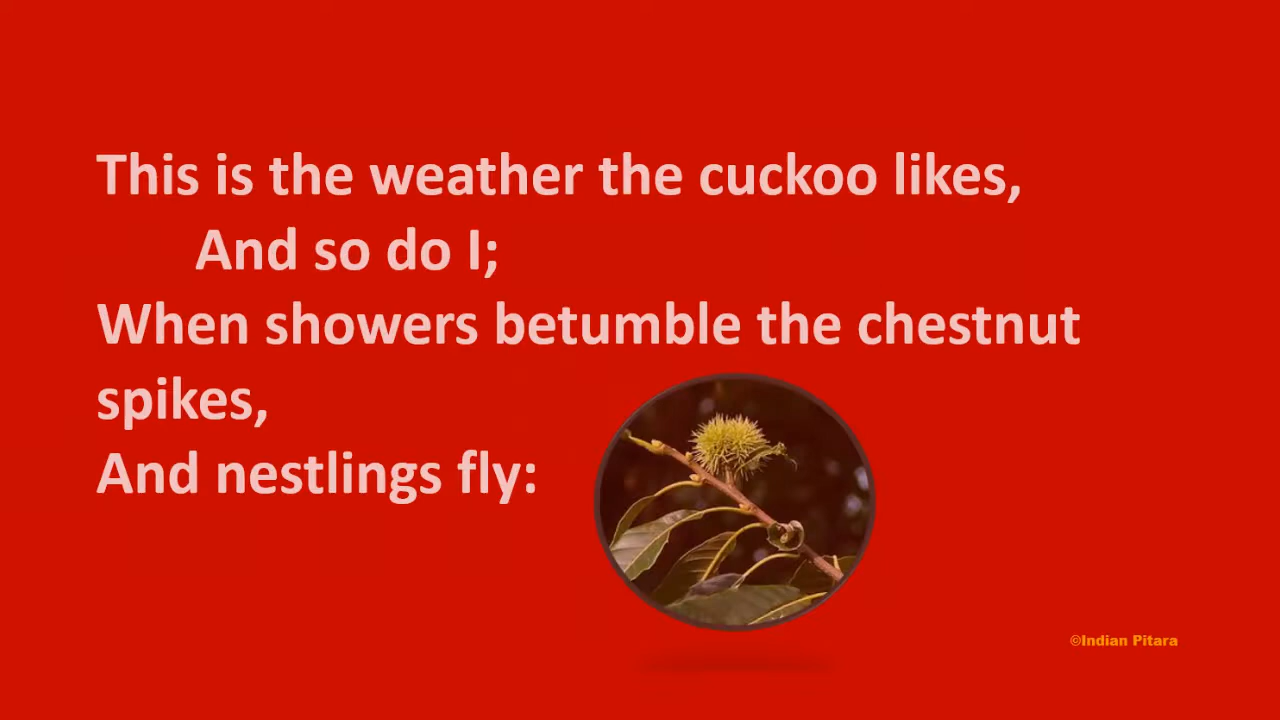 This is the weather the cuckoo likes,
And so do I;
When showers betumble the chestnut
spikes,
And nestlings fly:
©Indian Pitara